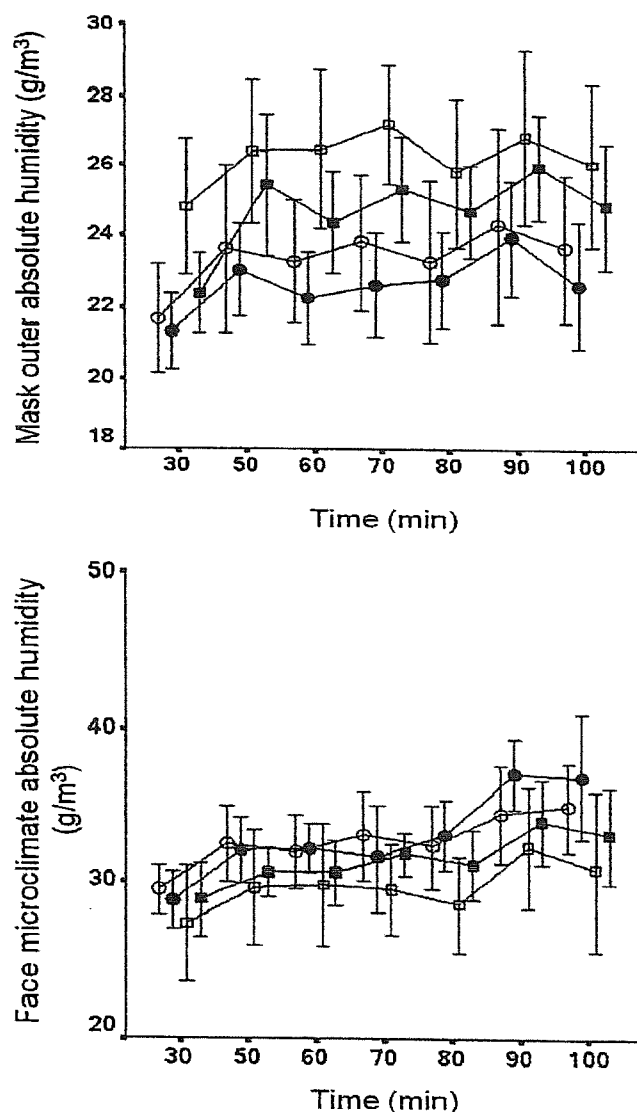 Mask outer absolute humidity (g/m³)
30
28
26
24
22
20
18
30 50 60 70 80 90 100
Time (min)
Face microclimate absolute humidity
(g/m³)
50
40
30
20
30 50 60 70 80 90 100
Time (min)